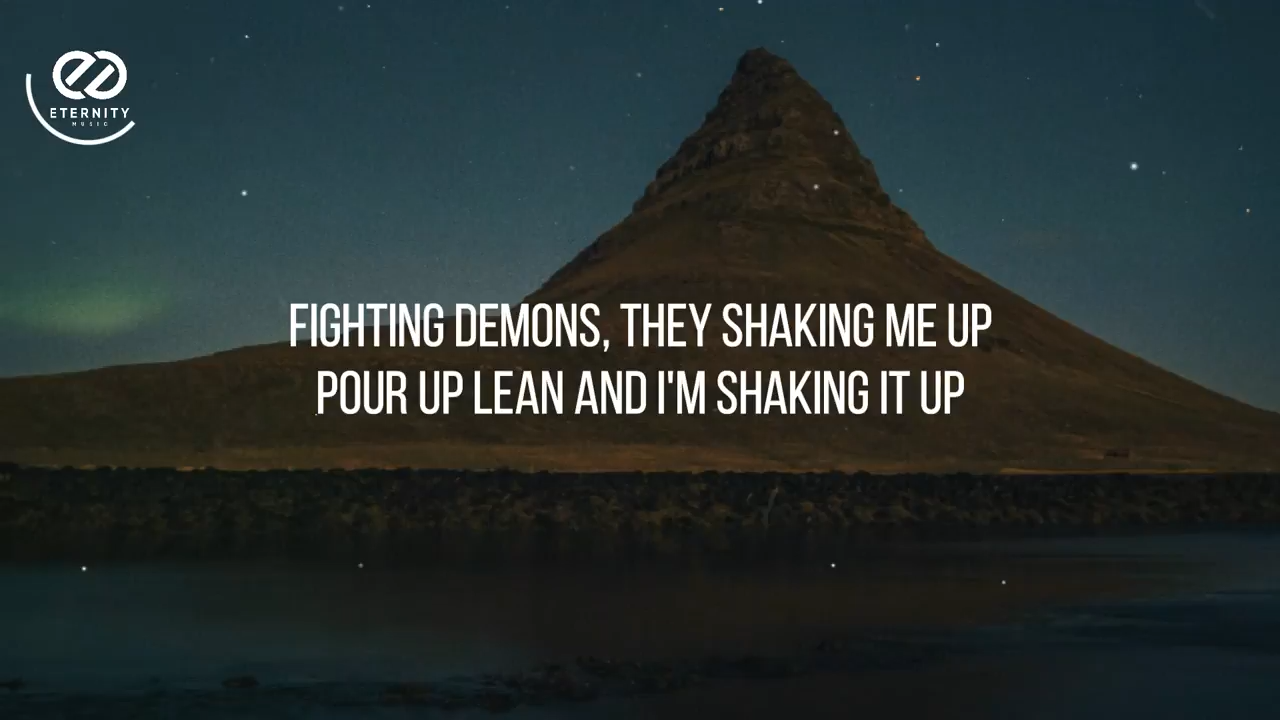 ETERNITY
MUSIC
FIGHTING DEMONS, THEY SHAKING ME UP
POUR UP LEAN AND I'M SHAKING IT UP